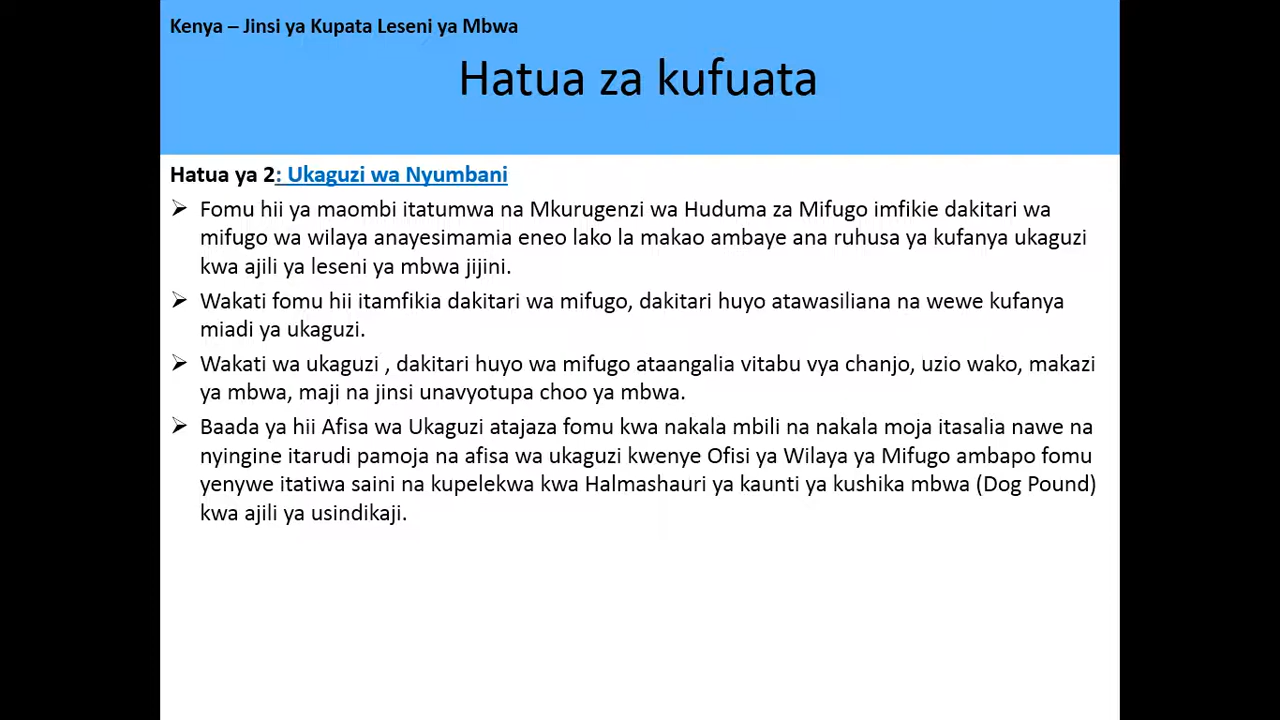 Kenya – Jinsi ya Kupata Leseni ya Mbwa
Hatua za kufuata
Hatua ya 2: Ukaguzi wa Nyumbani
➢ Fomu hii ya maombi itatumwa na Mkurugenzi wa Huduma za Mifugo imfikie dakitari wa
mifugo wa wilaya anayesimamia eneo lako la makao ambaye ana ruhusa ya kufanya ukaguzi
kwa ajili ya leseni ya mbwa jijini.
➢ Wakati fomu hii itamfikia dakitari wa mifugo, dakitari huyo atawasiliana na wewe kufanya
miadi ya ukaguzi.
➢ Wakati wa ukaguzi , dakitari huyo wa mifugo ataangalia vitabu vya chanjo, uzio wako, makazi
ya mbwa, maji na jinsi unavyotupa choo ya mbwa.
➢ Baada ya hii Afisa wa Ukaguzi atajaza fomu kwa nakala mbili na nakala moja itasalia nawe na
nyingine itarudi pamoja na afisa wa ukaguzi kwenye Ofisi ya Wilaya ya Mifugo ambapo fomu
yenywe itatiwa saini na kupelekwa kwa Halmashauri ya kaunti ya kushika mbwa (Dog Pound)
kwa ajili ya usindikaji.